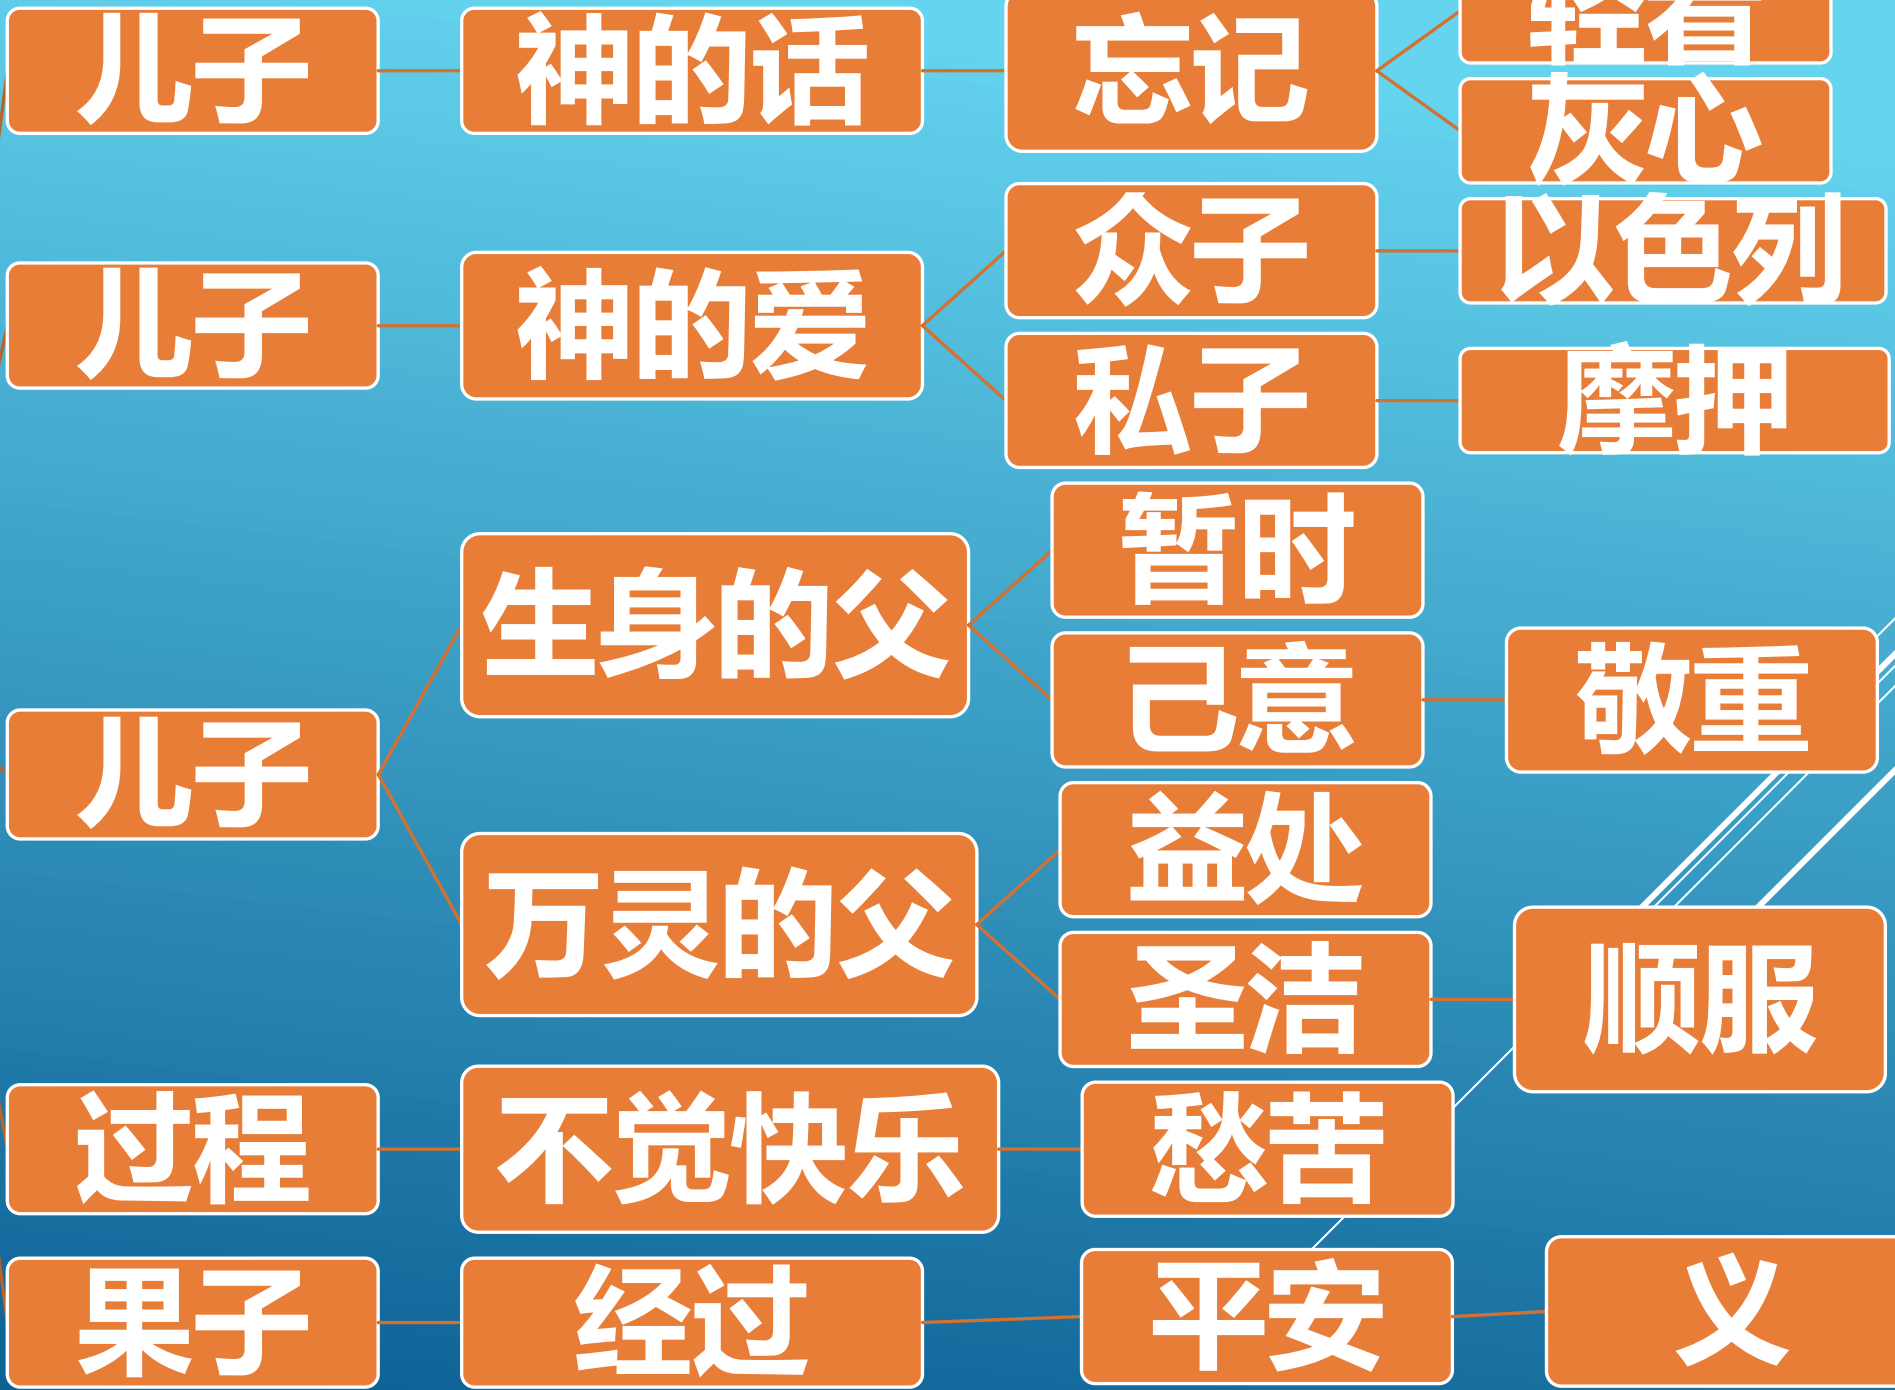 儿子
神的话
忘记
轻看
灰心
儿子
神的爱
众子
以色列
私子
摩押
儿子
生身的父
暂时
己意
敬重
万灵的父
益处
圣洁
顺服
过程
不觉快乐
愁苦
果子
经过
平安
义